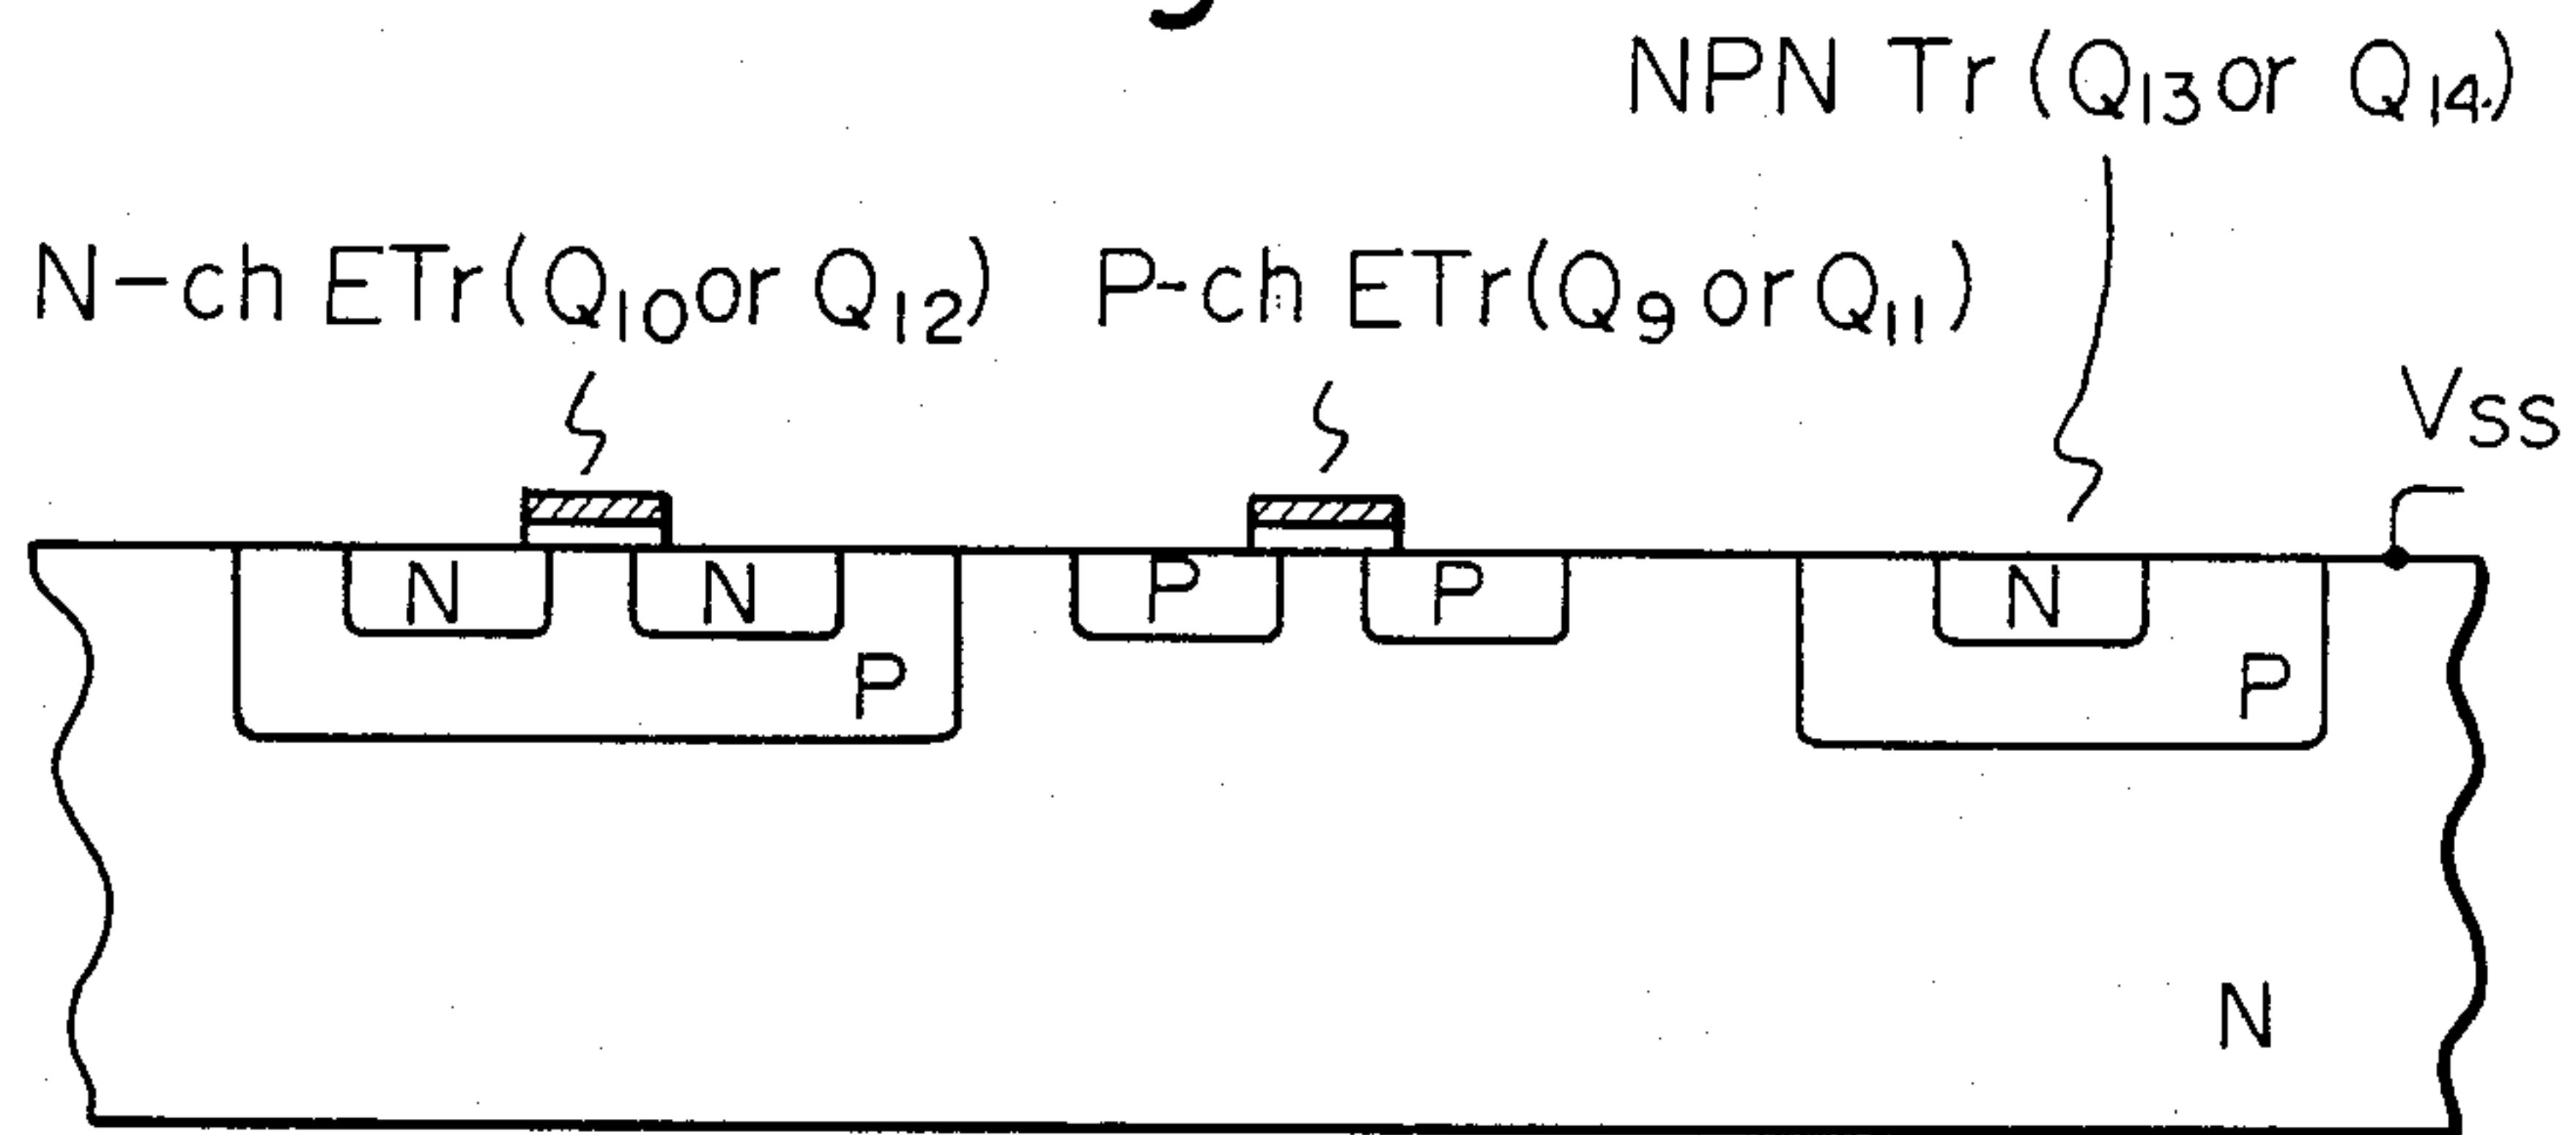 NPN Tr (Q13 or Q14)
N-ch ETr (Q10 or Q12) P-ch ETr (Q9 or Q11)
VSS
N N P P N
P P
N